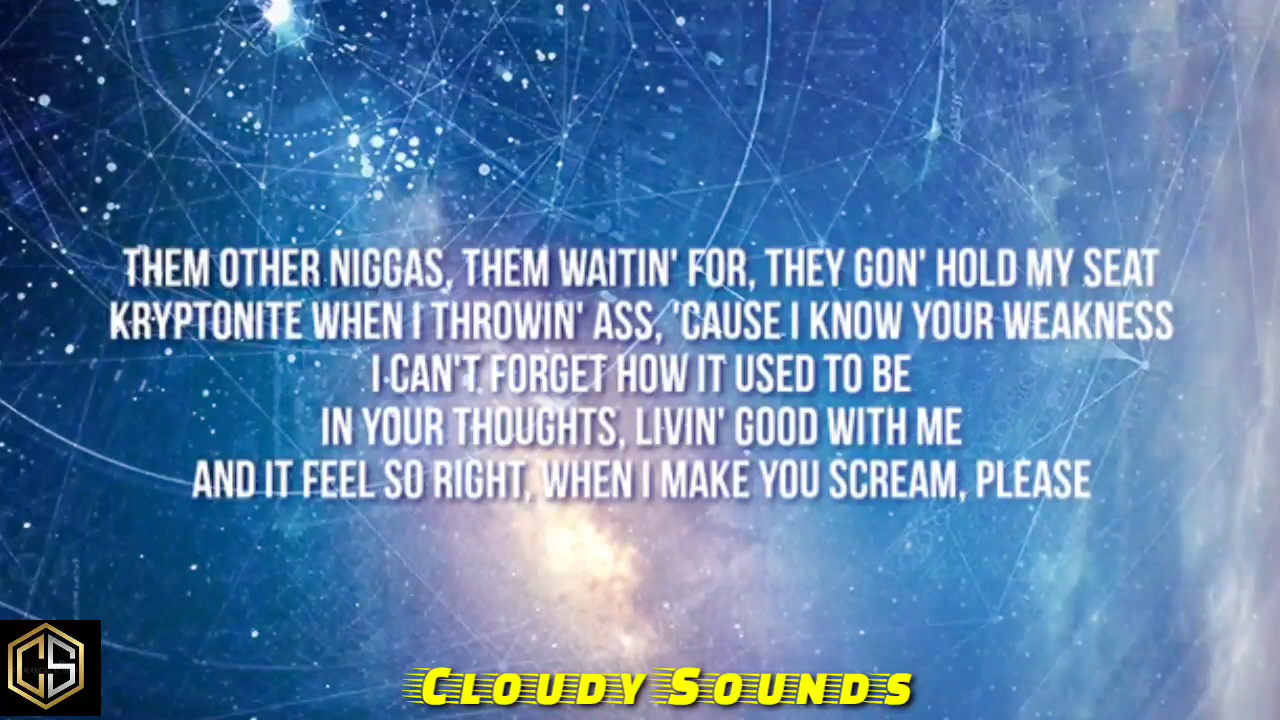 THEM OTHER NIGGAS, THEM WAITIN' FOR, THEY GON' HOLD MY SEAT
KRYPTONITE WHEN I THROWIN' ASS, 'CAUSE I KNOW YOUR WEAKNESS
I CAN'T FORGET HOW IT USED TO BE
IN YOUR THOUGHTS, LIVIN' GOOD WITH ME
AND IT FEEL SO RIGHT, WHEN I MAKE YOU SCREAM, PLEASE
CS
CLOUDY SOUNDS